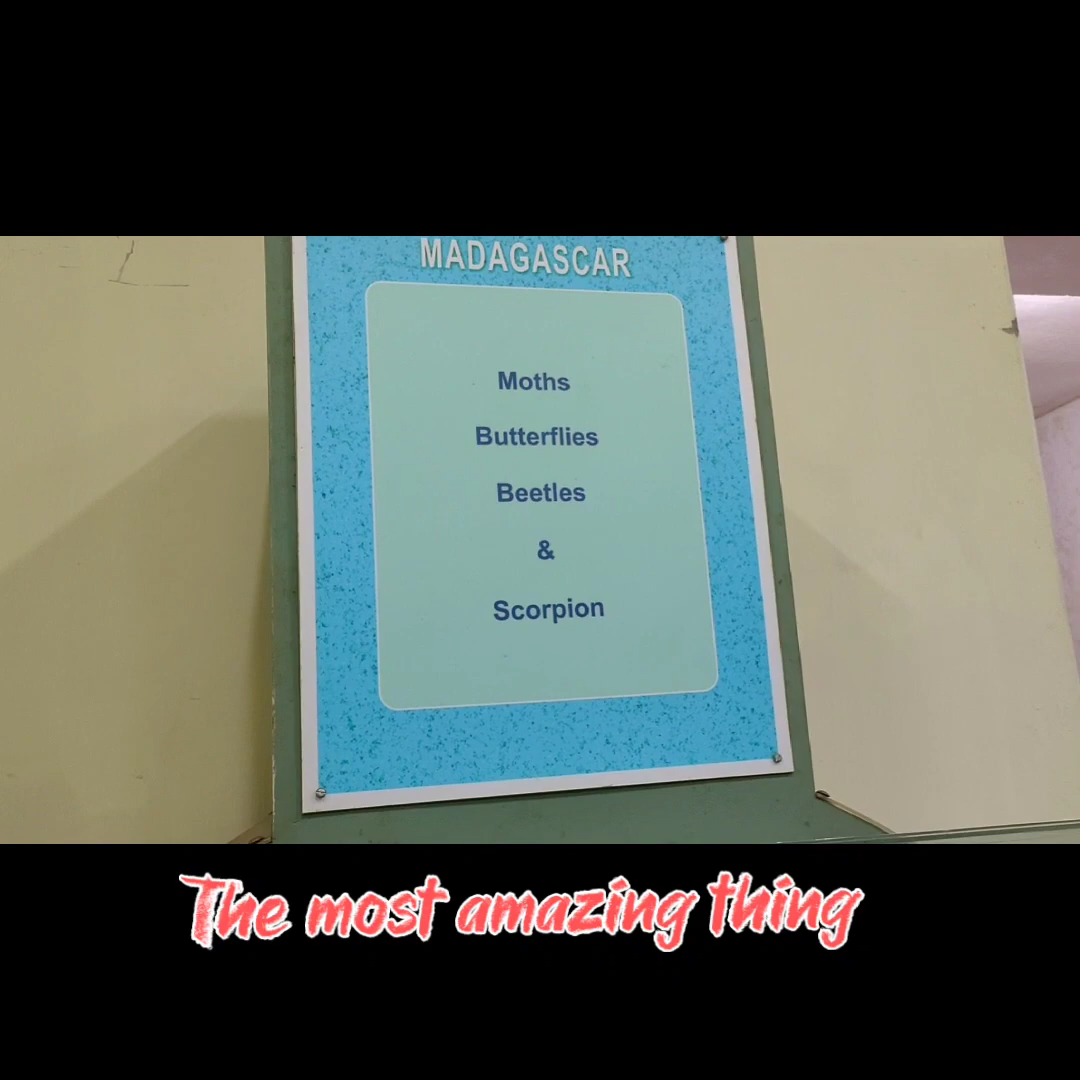 MADAGASCAR
Moths
Butterflies
Beetles
&
Scorpion
The most amazing thing